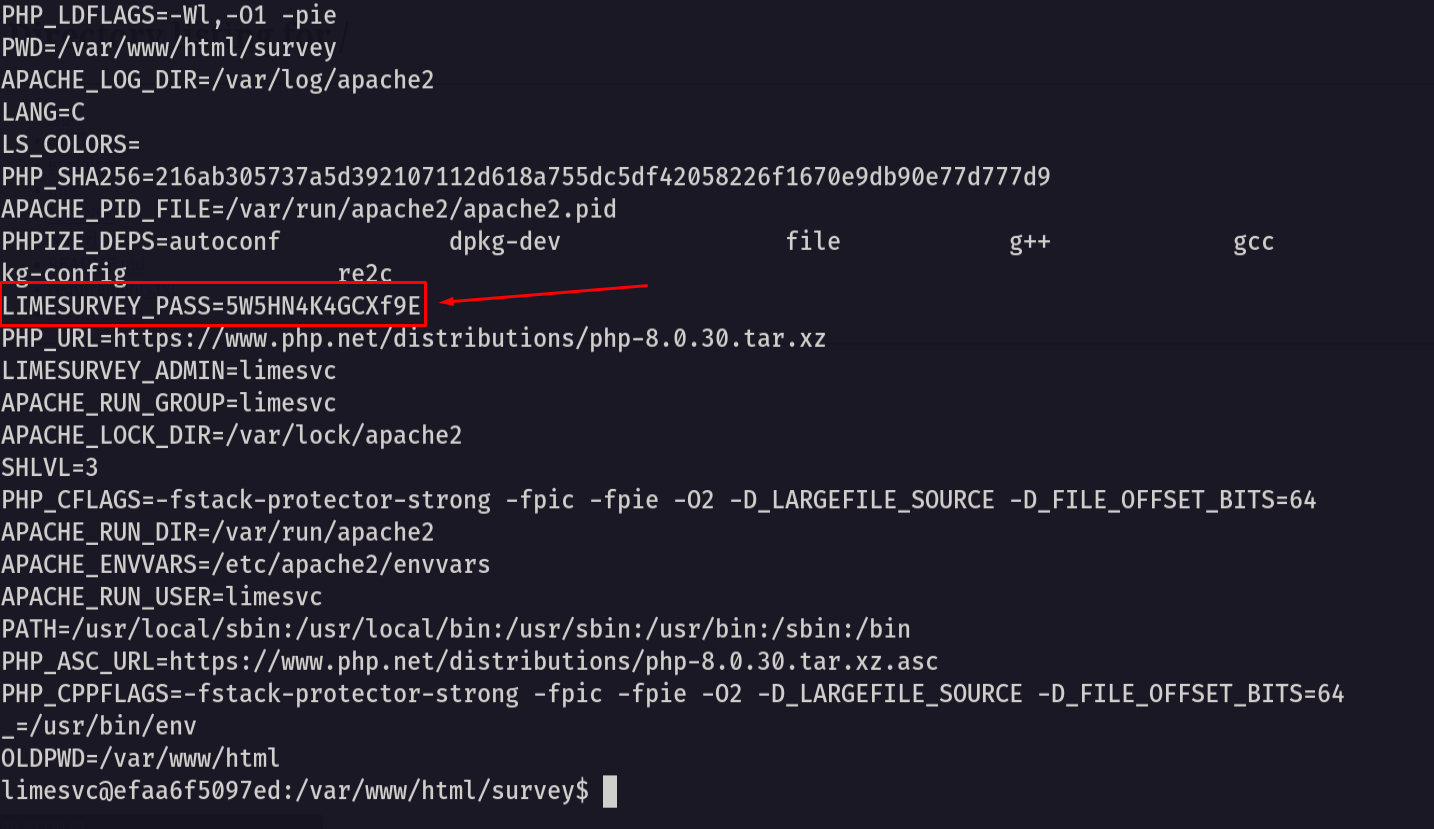 PHP_LDFLAGS=-Wl,-O1 -pie
PWD=/var/www/html/survey
APACHE_LOG_DIR=/var/log/apache2
LANG=C
LS_COLORS=
PHP_SHA256=216ab305737a5d392107112d618a755dc5df42058226f1670e9db90e77d777d9
APACHE_PID_FILE=/var/run/apache2/apache2.pid
PHPIZE_DEPS=autoconf dpkg-dev file g++ gcc
kg-config re2c
LIMESURVEY_PASS=5W5HN4K4GCXf9E
PHP_URL=https://www.php.net/distributions/php-8.0.30.tar.xz
LIMESURVEY_ADMIN=limesvc
APACHE_RUN_GROUP=limesvc
APACHE_LOCK_DIR=/var/lock/apache2
SHLVL=3
PHP_CFLAGS=-fstack-protector-strong -fpic -fpie -O2 -D_LARGEFILE_SOURCE -D_FILE_OFFSET_BITS=64
APACHE_RUN_DIR=/var/run/apache2
APACHE_ENVVARS=/etc/apache2/envvars
APACHE_RUN_USER=limesvc
PATH=/usr/local/sbin:/usr/local/bin:/usr/sbin:/usr/bin:/sbin:/bin
PHP_ASC_URL=https://www.php.net/distributions/php-8.0.30.tar.xz.asc
PHP_CPPFLAGS=-fstack-protector-strong -fpic -fpie -O2 -D_LARGEFILE_SOURCE -D_FILE_OFFSET_BITS=64
_=/usr/bin/env
OLDPWD=/var/www/html
limesvc@efaa6f5097ed:/var/www/html/survey$